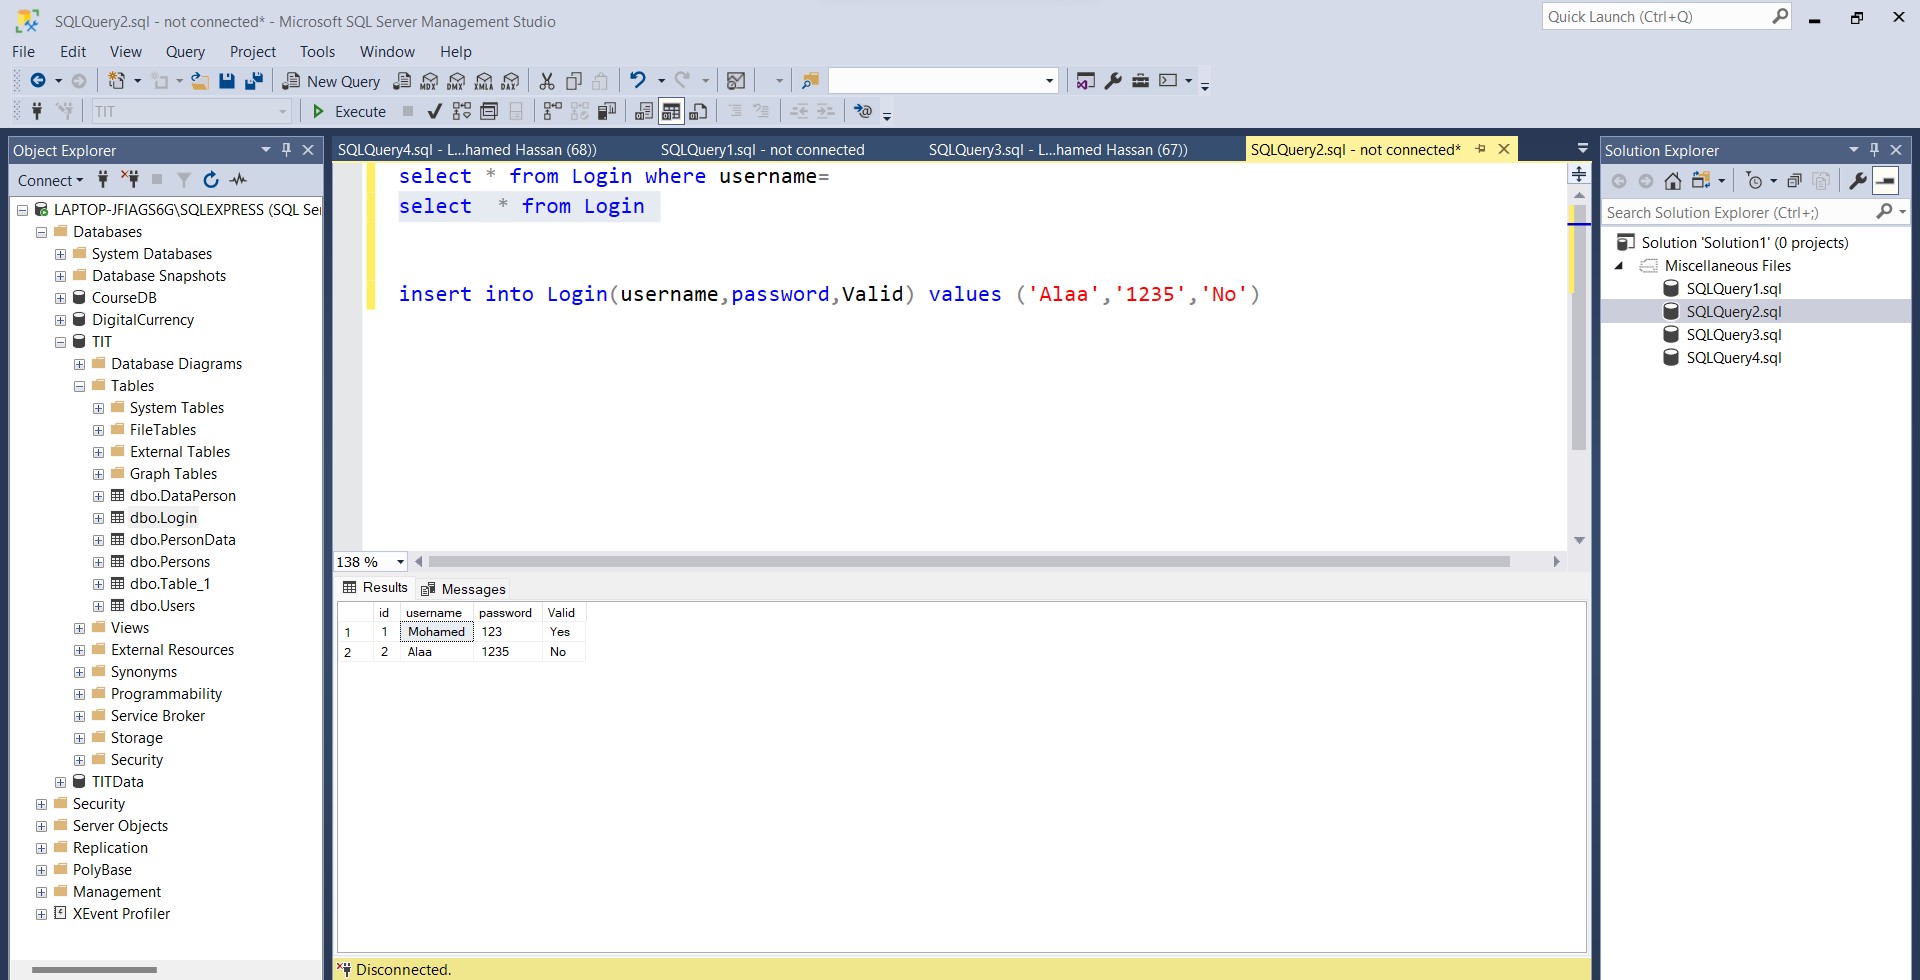 SQLQuery2.sql - not connected* - Microsoft SQL Server Management Studio
Quick Launch (Ctrl+Q)
File Edit View Query Project Tools Window Help
New Query MDX DMX XMLA DAX
TIT Execute
Object Explorer
Connect
LAPTOP-JFIAGS6G\SQLEXPRESS (SQL Ser
Databases
System Databases
Database Snapshots
CourseDB
DigitalCurrency
TIT
Database Diagrams
Tables
System Tables
FileTables
External Tables
Graph Tables
dbo.DataPerson
dbo.Login
dbo.PersonData
dbo.Persons
dbo.Table_1
dbo.Users
Views
External Resources
Synonyms
Programmability
Service Broker
Storage
Security
TITData
Security
Server Objects
Replication
PolyBase
Management
XEvent Profiler
SQLQuery4.sql - L...hamed Hassan (68)) SQLQuery1.sql - not connected SQLQuery3.sql - L...hamed Hassan (67)) SQLQuery2.sql - not connected*
select * from Login where username=
select * from Login
insert into Login(username,password,Valid) values ('Alaa','1235','No')
138 %
Results Messages
id username password Valid
1 1 Mohamed 123 Yes
2 2 Alaa 1235 No
Disconnected.
Solution Explorer
Search Solution Explorer (Ctrl+;)
Solution 'Solution1' (0 projects)
Miscellaneous Files
SQLQuery1.sql
SQLQuery2.sql
SQLQuery3.sql
SQLQuery4.sql